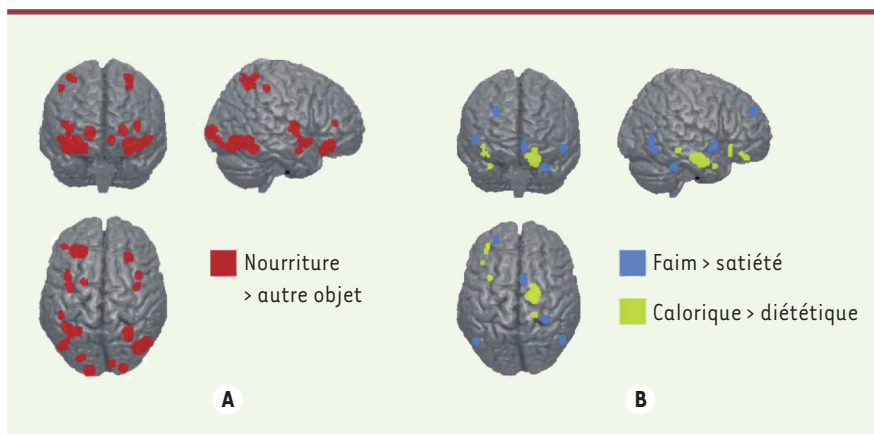 Nourriture
> autre objet
A
Faim > satiété
Calorique > diététique
B